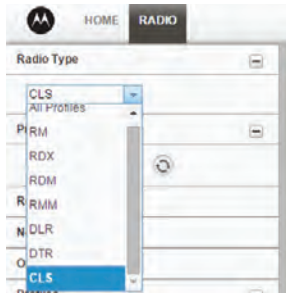 HOME RADIO
Radio Type
CLS
All Profiles
RM
RDX
RDM
RMM
DLR
DTR
CLS